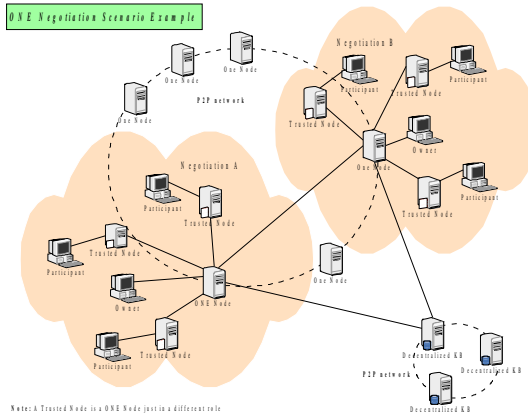 ONE Negotiation Scenario Example
One Node
One Node
One Node
P2P network
Negotiation B
Participant
Trusted Node
Participant
Trusted Node
One Node
Owner
Participant
Trusted Node
Negotiation A
Participant
Trusted Node
Trusted Node
Participant
Owner
ONE Node
One Node
Participant
Trusted Node
Decentralized KB
P2P network
Decentralized KB
Decentralized KB
Note: A Trusted Node is a ONE Node just in a different role